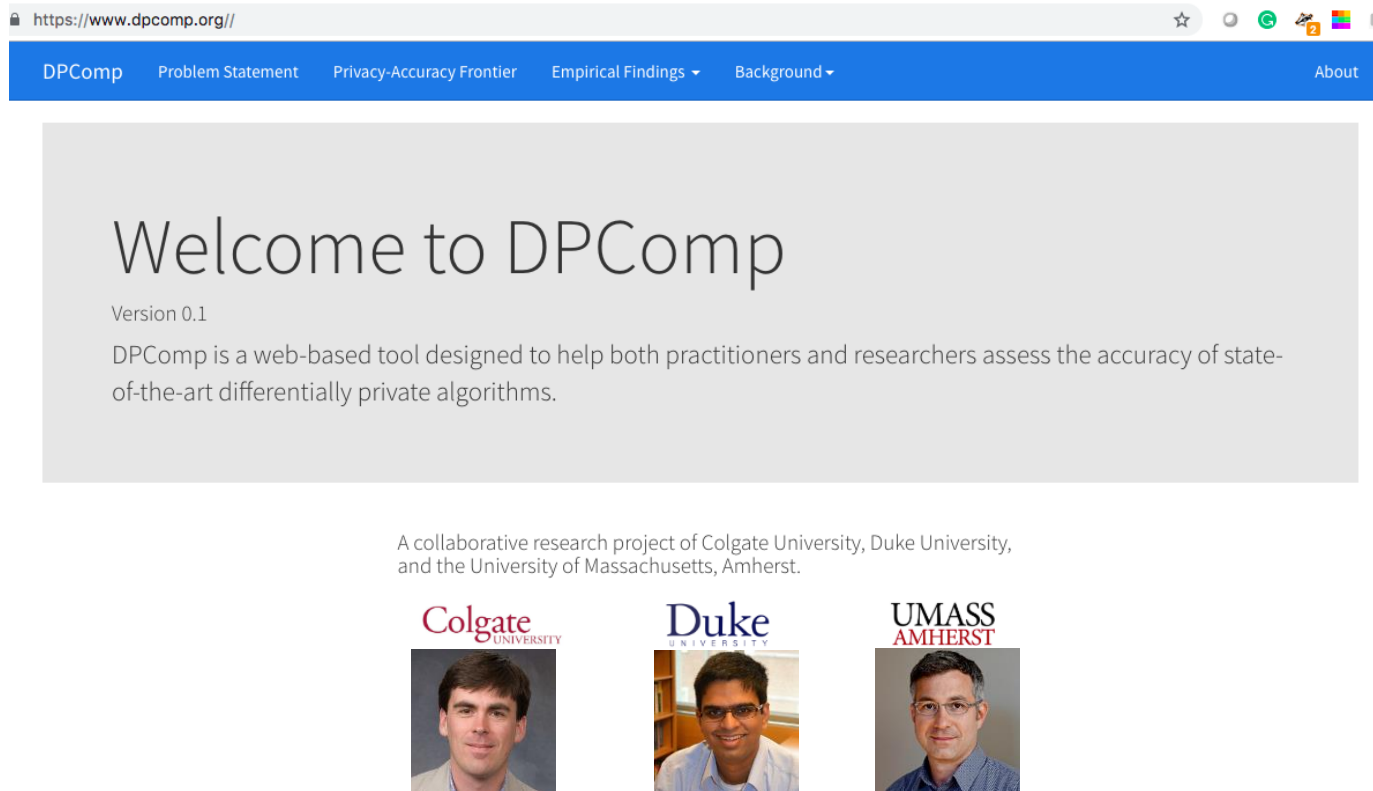 https://www.dpcomp.org//
2
DPComp Problem Statement Privacy-Accuracy Frontier Empirical Findings Background About
Welcome to DPComp
Version 0.1
DPComp is a web-based tool designed to help both practitioners and researchers assess the accuracy of state-
of-the-art differentially private algorithms.
A collaborative research project of Colgate University, Duke University,
and the University of Massachusetts, Amherst.
Colgate Duke UMASS
UNIVERSITY UNIVERSITY AMHERST